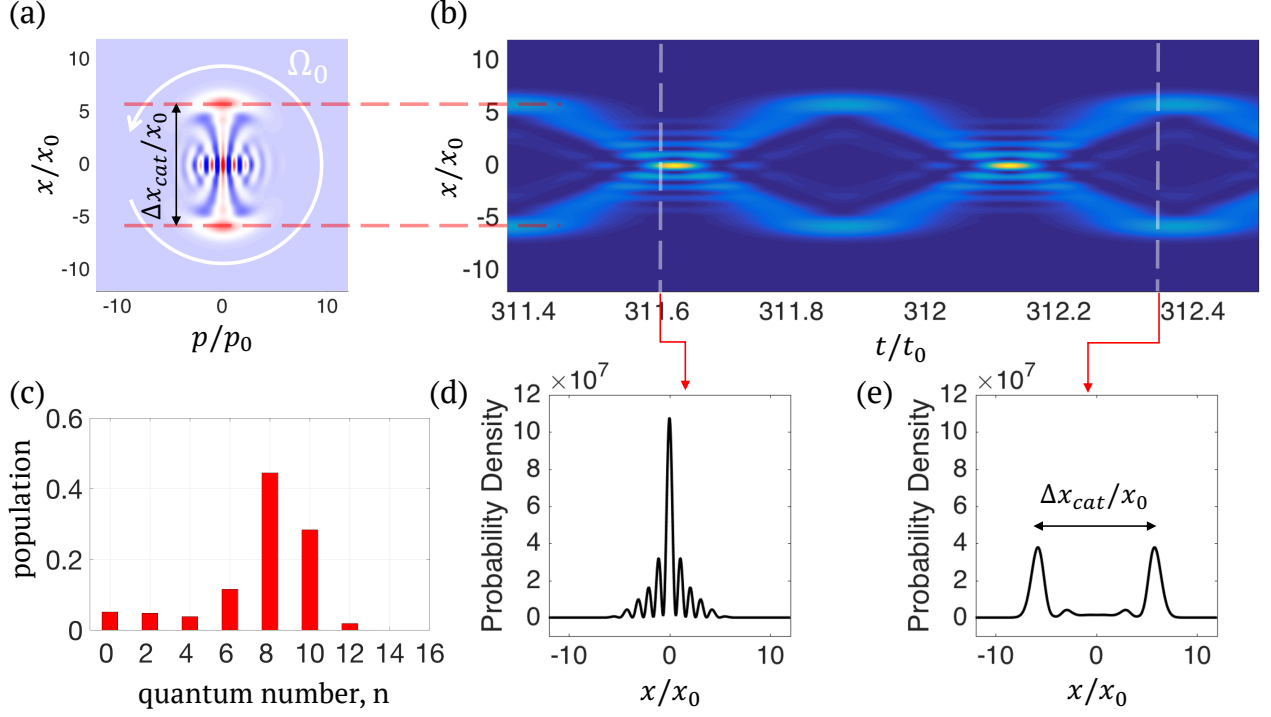 (a)
10
5
0
-5
-10
x/x₀
Ω₀
Δx_cat/x₀
-10 0 10
p/p₀
(b)
10
5
0
-5
-10
x/x₀
311.4 311.6 311.8 312 312.2 312.4
t/t₀
(c)
0.6
0.4
0.2
0
population
0 2 4 6 8 10 12 14 16
quantum number, n
(d)
×10⁷
12
10
8
6
4
2
0
Probability Density
-10 0 10
x/x₀
(e)
×10⁷
12
10
8
6
4
2
0
Probability Density
Δx_cat/x₀
-10 0 10
x/x₀